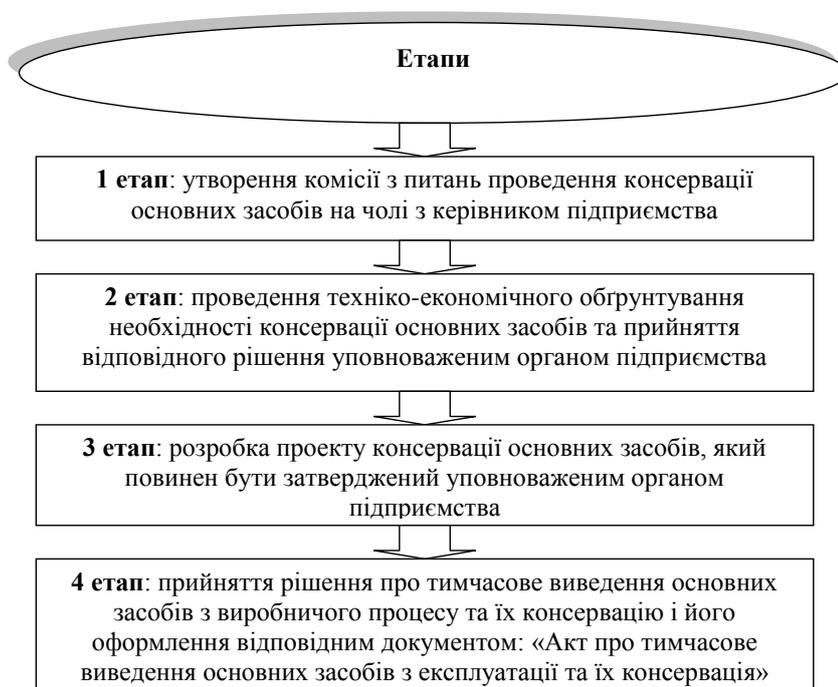 Етапи
1 етап: утворення комісії з питань проведення консервації
основних засобів на чолі з керівником підприємства
2 етап: проведення техніко-економічного обґрунтування
необхідності консервації основних засобів та прийняття
відповідного рішення уповноваженим органом підприємства
3 етап: розробка проекту консервації основних засобів, який
повинен бути затверджений уповноваженим органом
підприємства
4 етап: прийняття рішення про тимчасове виведення основних
засобів з виробничого процесу та їх консервацію і його
оформлення відповідним документом: «Акт про тимчасове
виведення основних засобів з експлуатації та їх консервація»